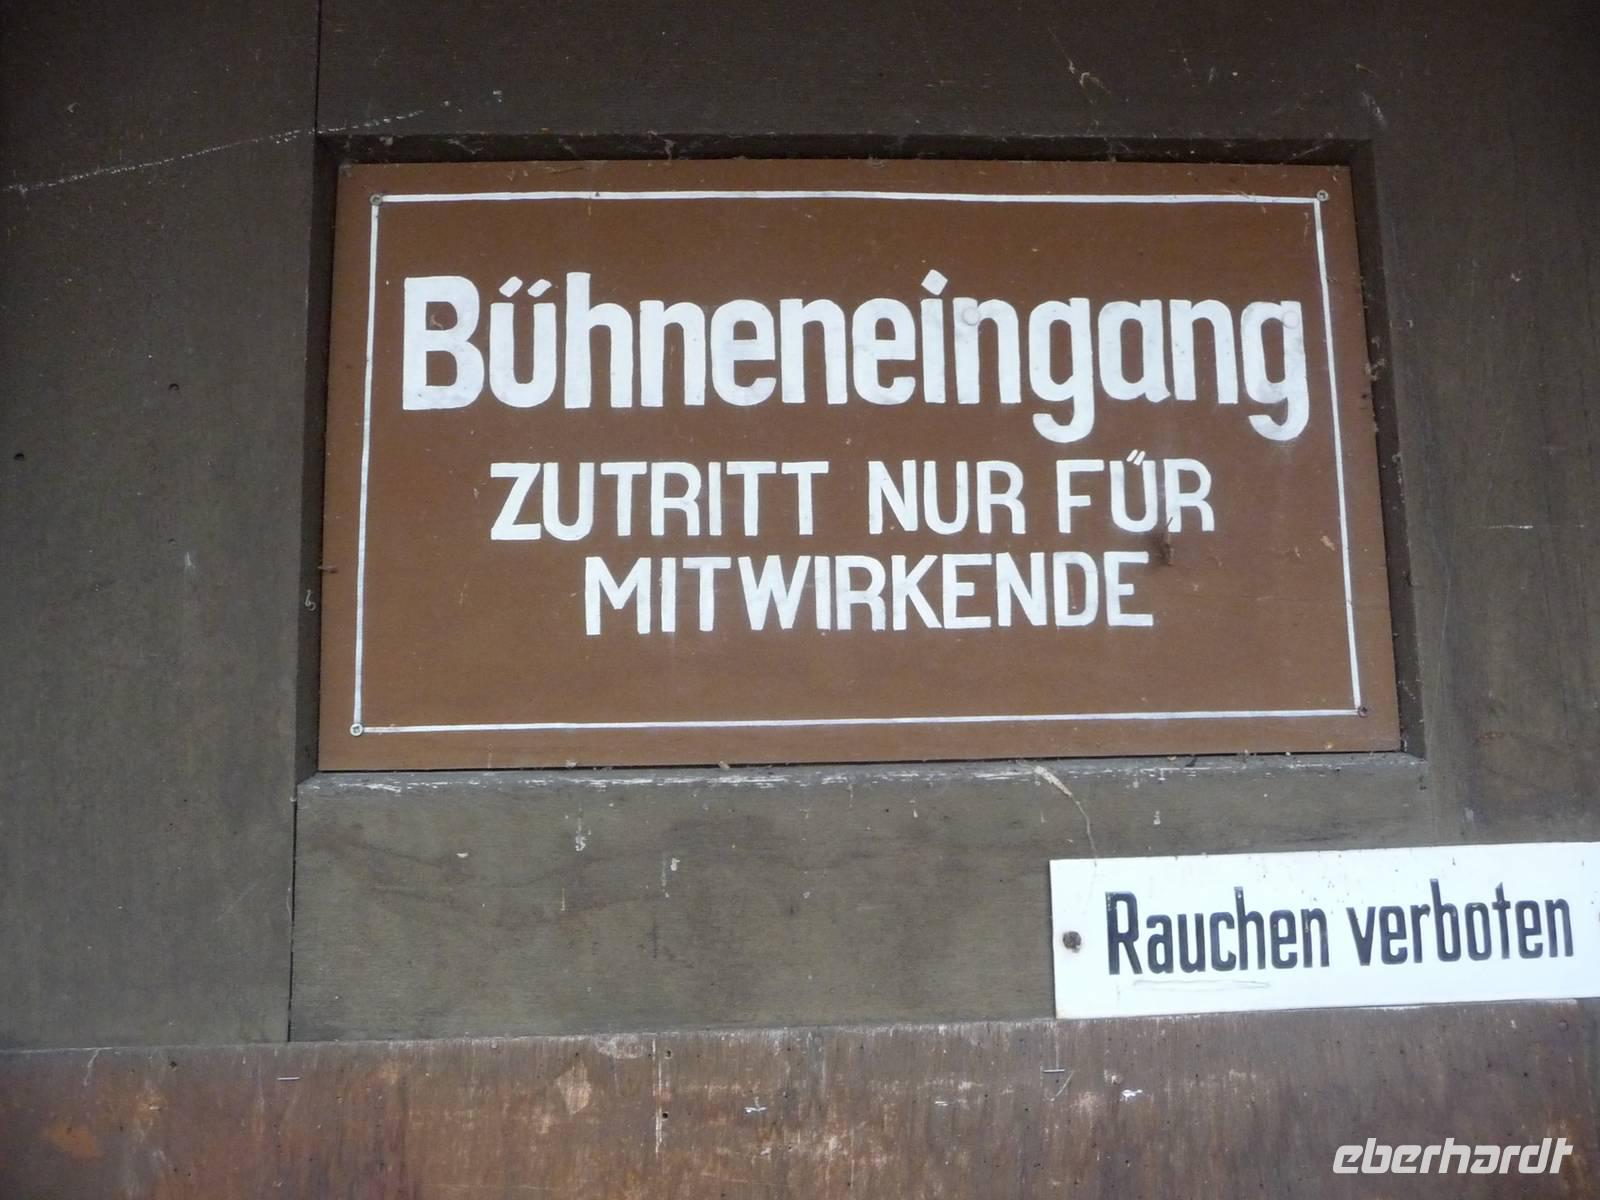 Bühneneingang
ZUTRITT NUR FÜR
MITWIRKENDE
Rauchen verboten
eberhardt